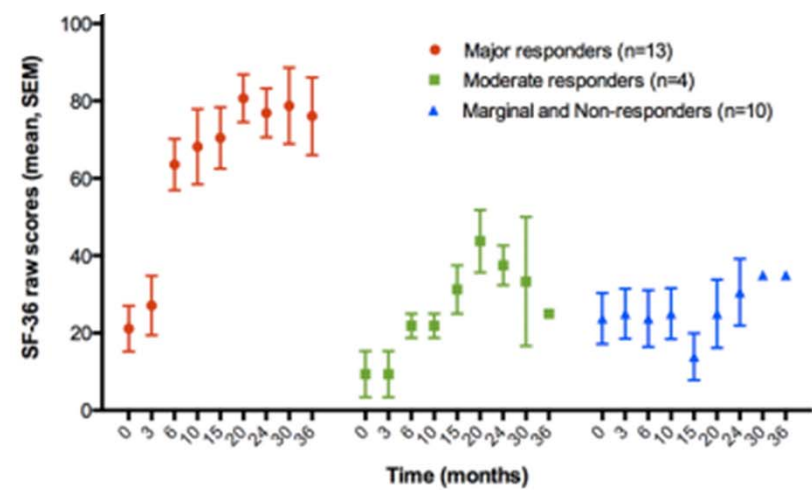 100
80
60
40
20
0
SF-36 raw scores (mean, SEM)
Major responders (n=13)
Moderate responders (n=4)
Marginal and Non-responders (n=10)
0 3 6 10 15 20 24 30 36
0 3 6 10 15 20 24 30 36
0 3 6 10 15 20 24 30 36
Time (months)